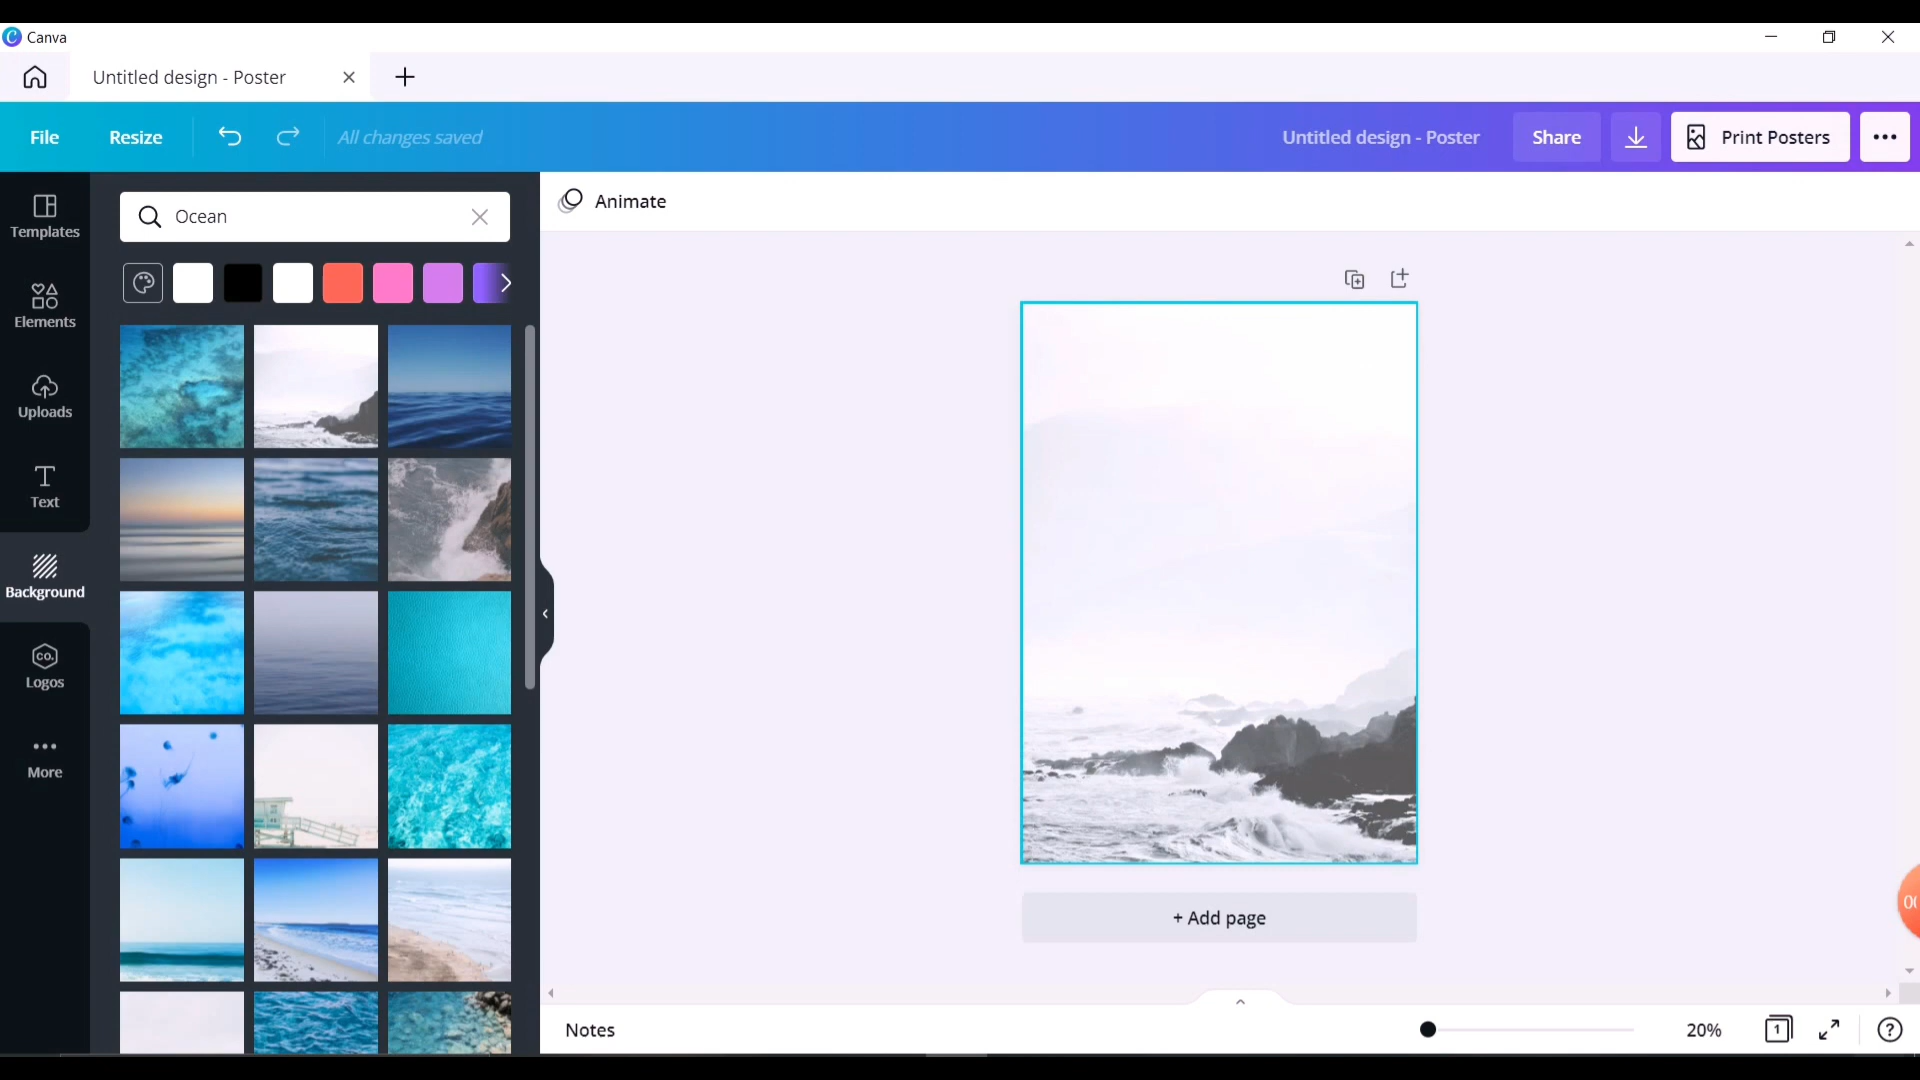 Canva
Untitled design - Poster
File
Resize
All changes saved
Untitled design - Poster
Share
Print Posters
Templates
Ocean
Animate
Elements
Uploads
Text
Background
CO.
Logos
More
+ Add page
Notes
20%
1